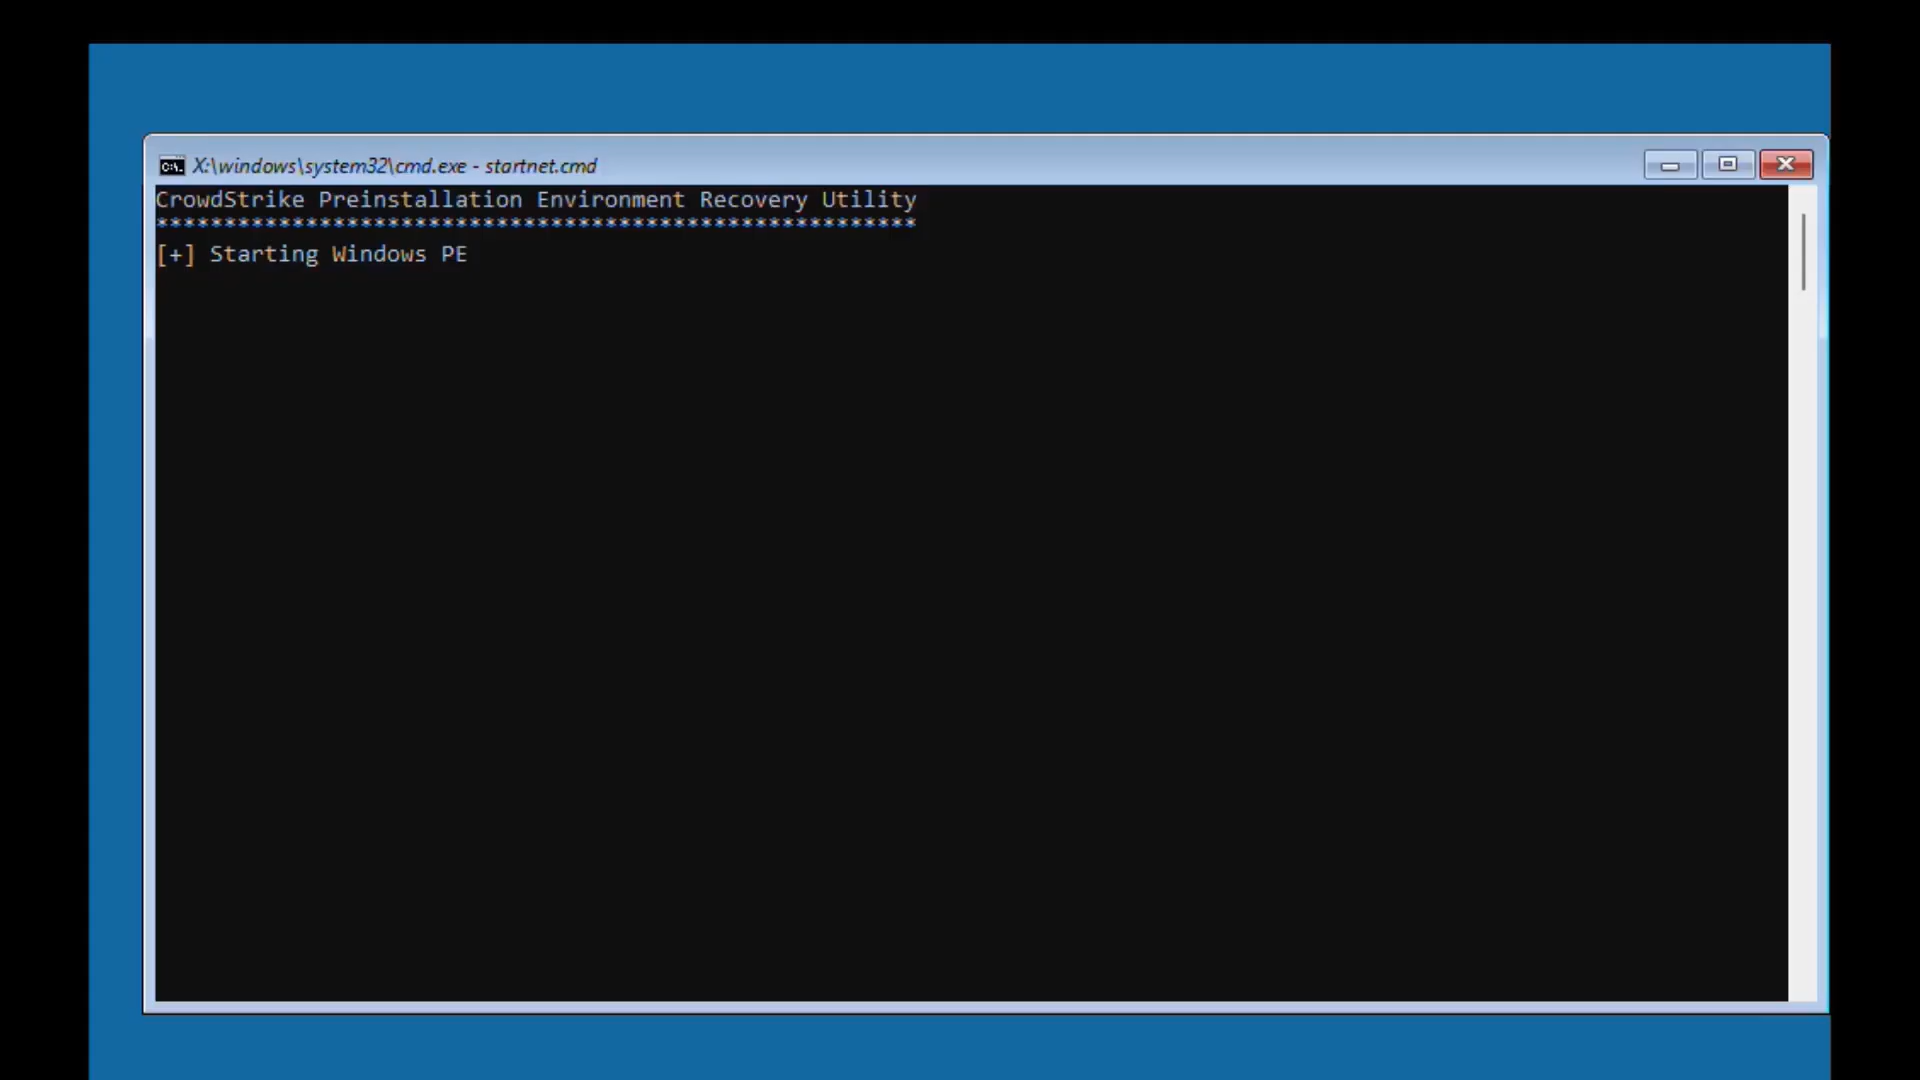 X:\windows\system32\cmd.exe - startnet.cmd
CrowdStrike Preinstallation Environment Recovery Utility
********************************************************
[+] Starting Windows PE